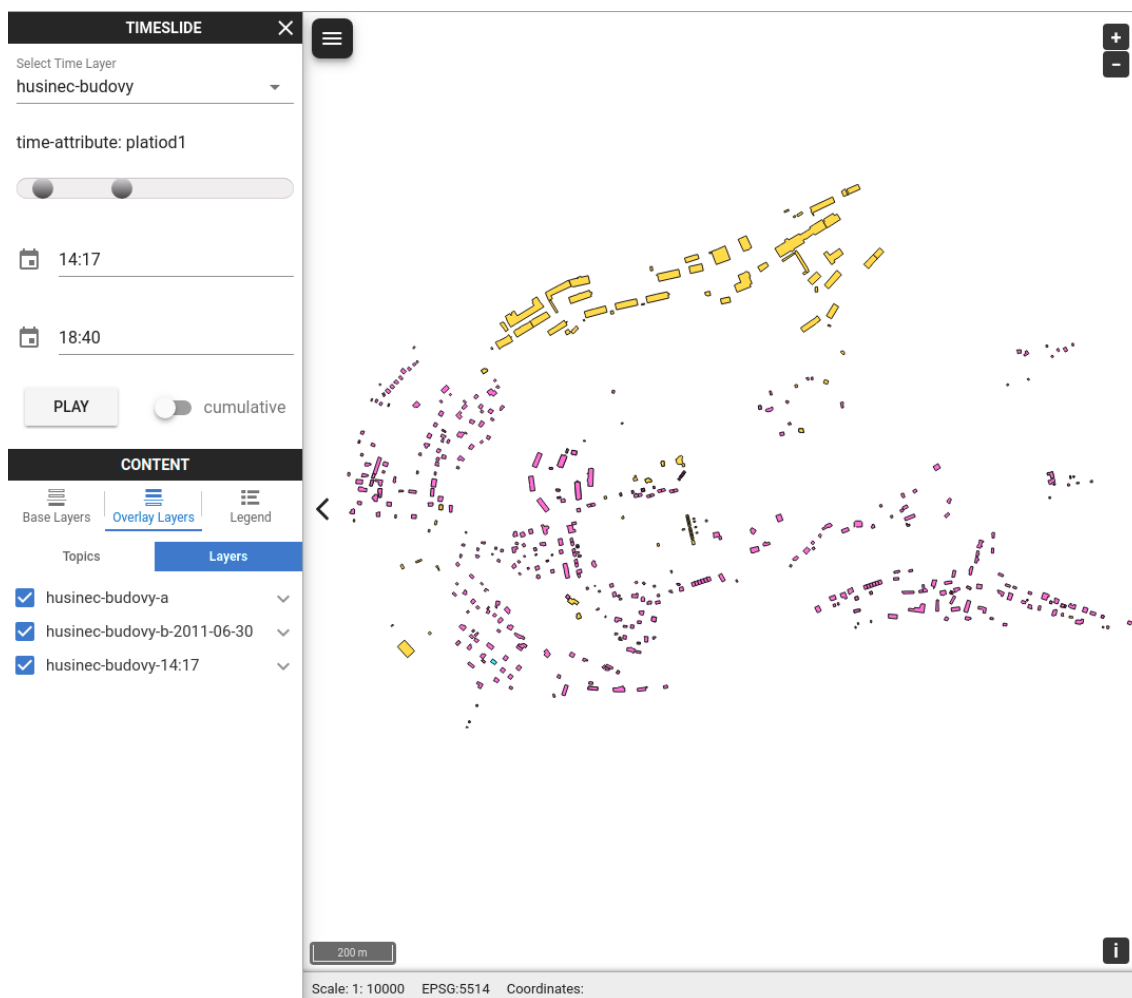 TIMESLIDE
Select Time Layer
husinec-budovy
time-attribute: platiod1
14:17
18:40
PLAY cumulative
CONTENT
Base Layers Overlay Layers Legend
Topics Layers
husinec-budovy-a
husinec-budovy-b-2011-06-30
husinec-budovy-14:17
+
−
200 m
i
Scale: 1: 10000 EPSG:5514 Coordinates: